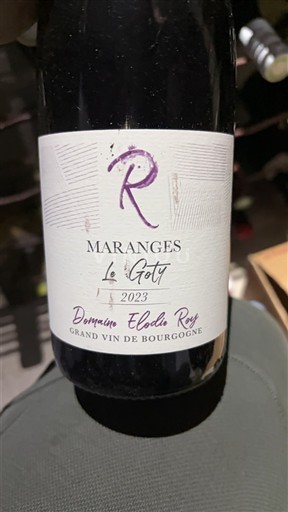 R
MARANGES
Le Goty
2023
Domaine Elodie Roy
GRAND VIN DE BOURGOGNE